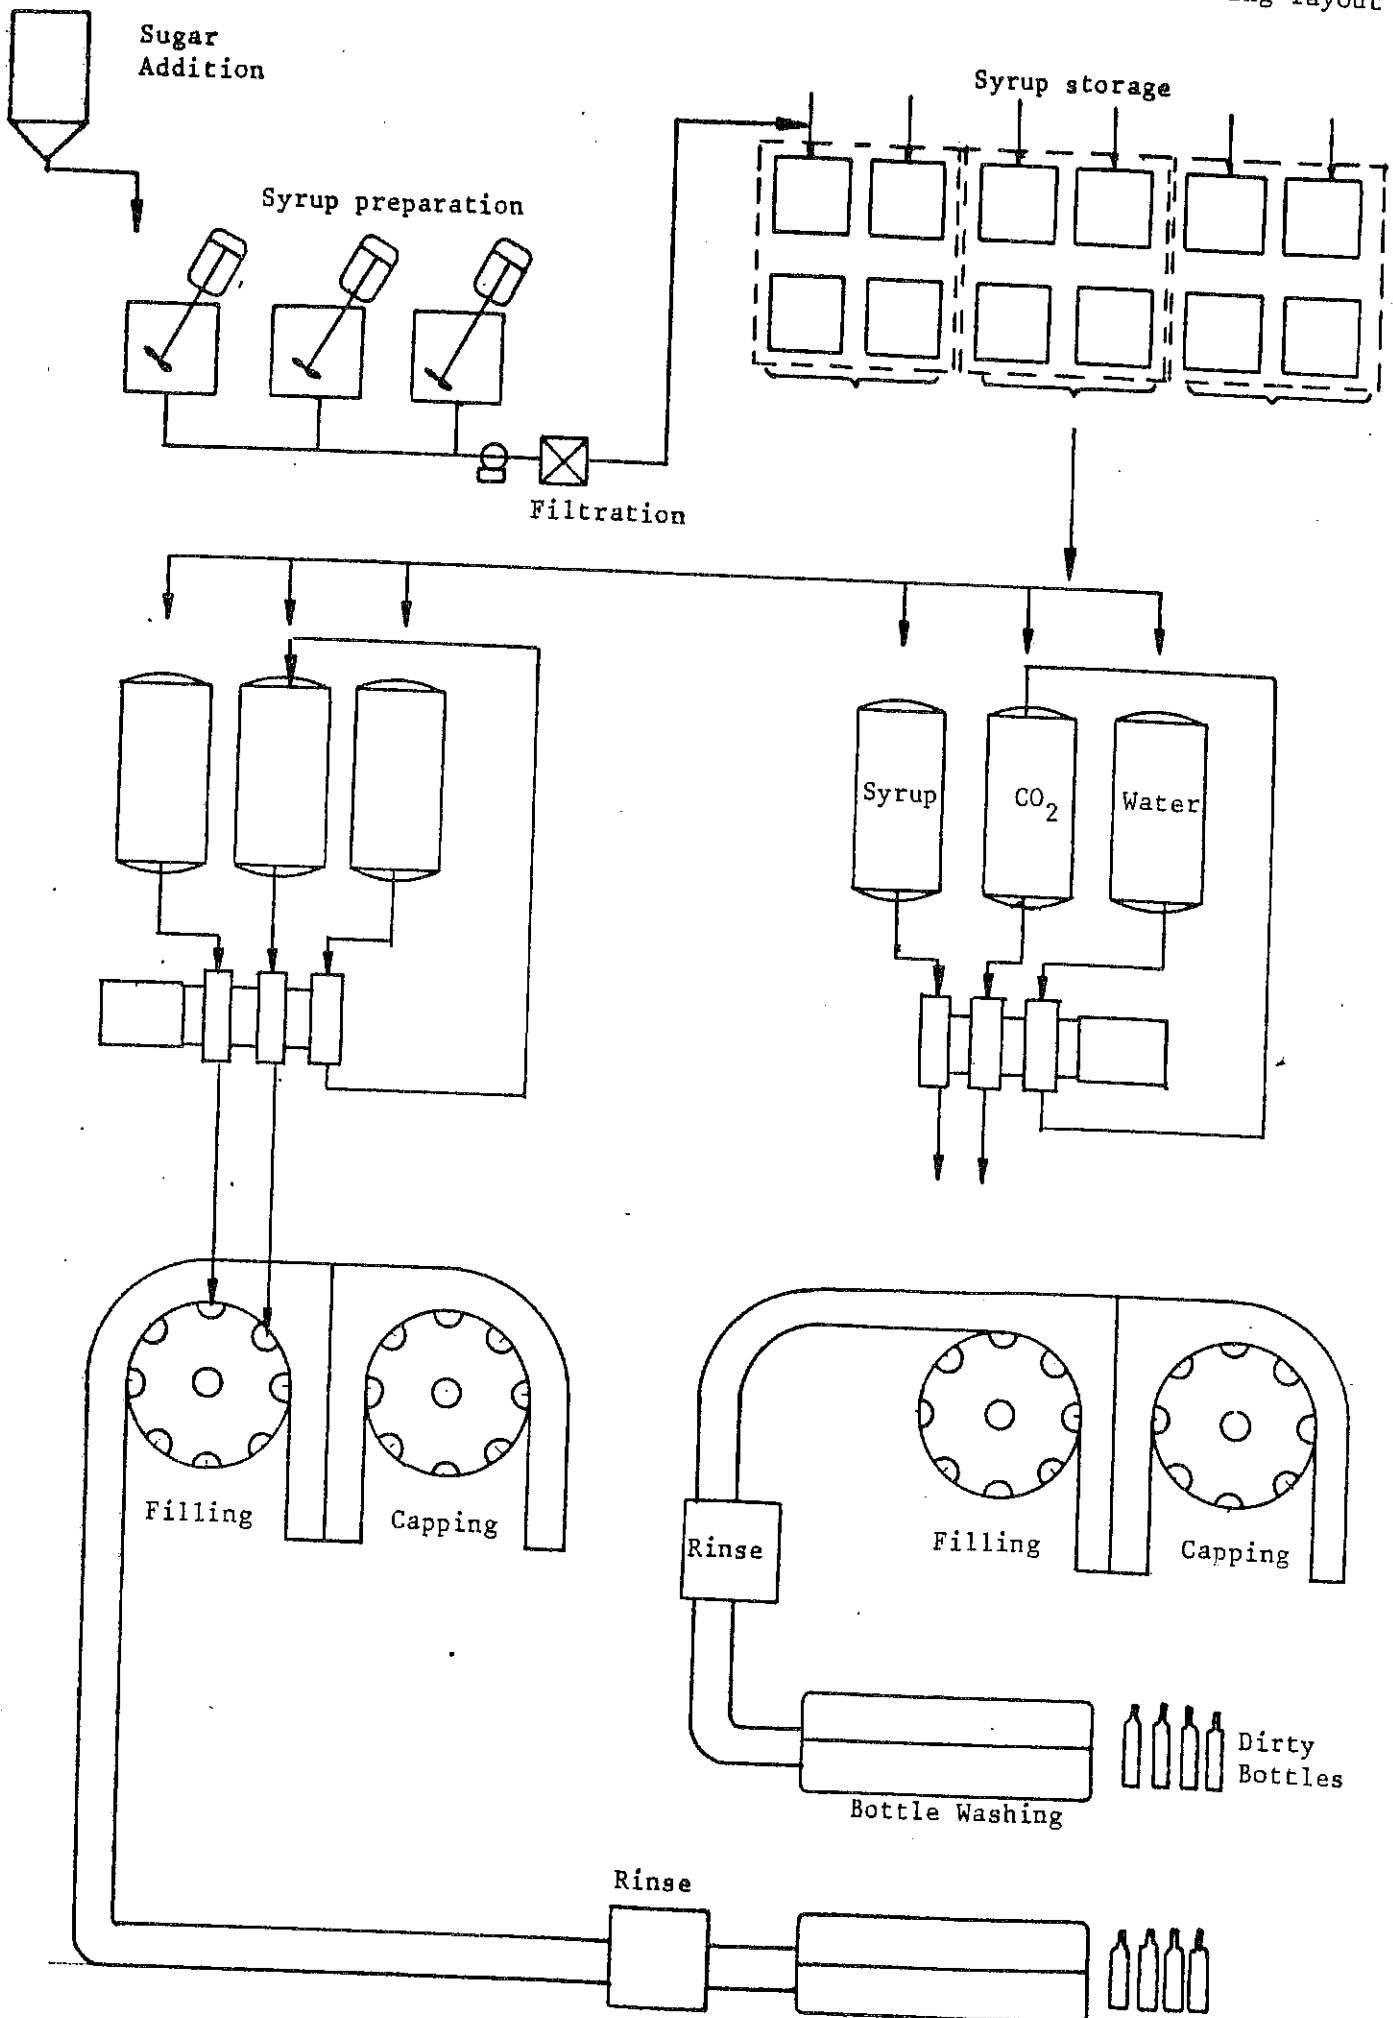 layout
Sugar
Addition
Syrup storage
Syrup preparation
Filtration
Syrup
CO2
Water
Filling
Capping
Rinse
Filling
Capping
Dirty
Bottles
Bottle Washing
Rinse